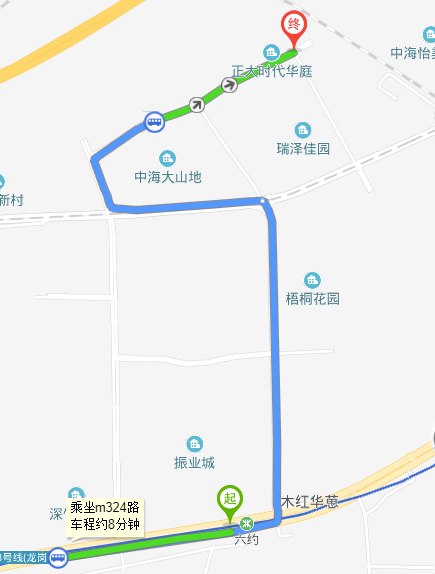 终
中海怡美
正大时代华庭
瑞泽佳园
中海大山地
新村
梧桐花园
振业城
起
木红华葸
深
乘坐m324路
车程约8分钟
六约
3号线(龙岗